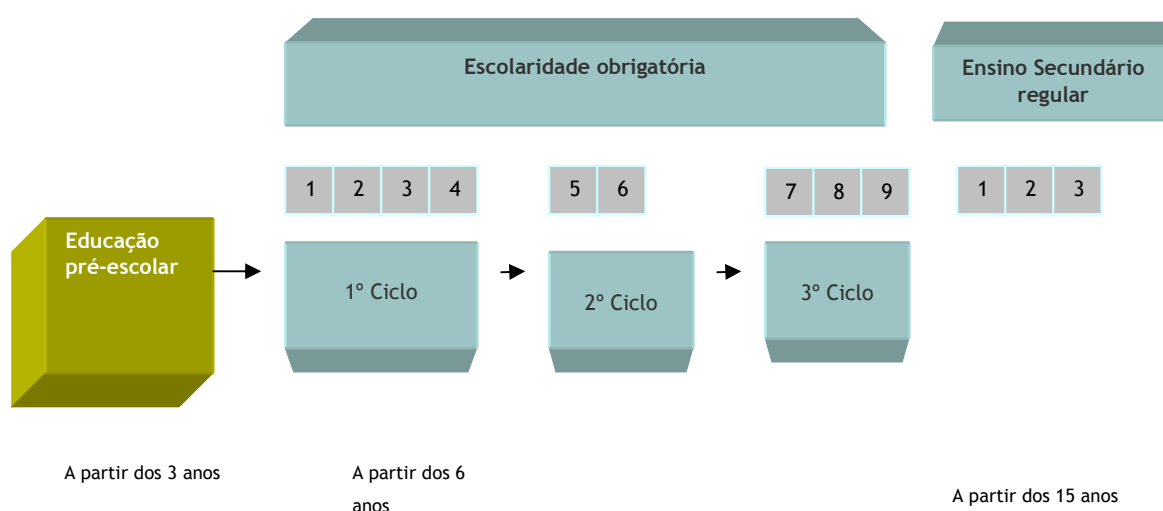 Escolaridade obrigatória
Ensino Secundário
regular
1 2 3 4
5 6
7 8 9
1 2 3
Educação
pré-escolar
1º Ciclo
2º Ciclo
3º Ciclo
A partir dos 3 anos
A partir dos 6
anos
A partir dos 15 anos